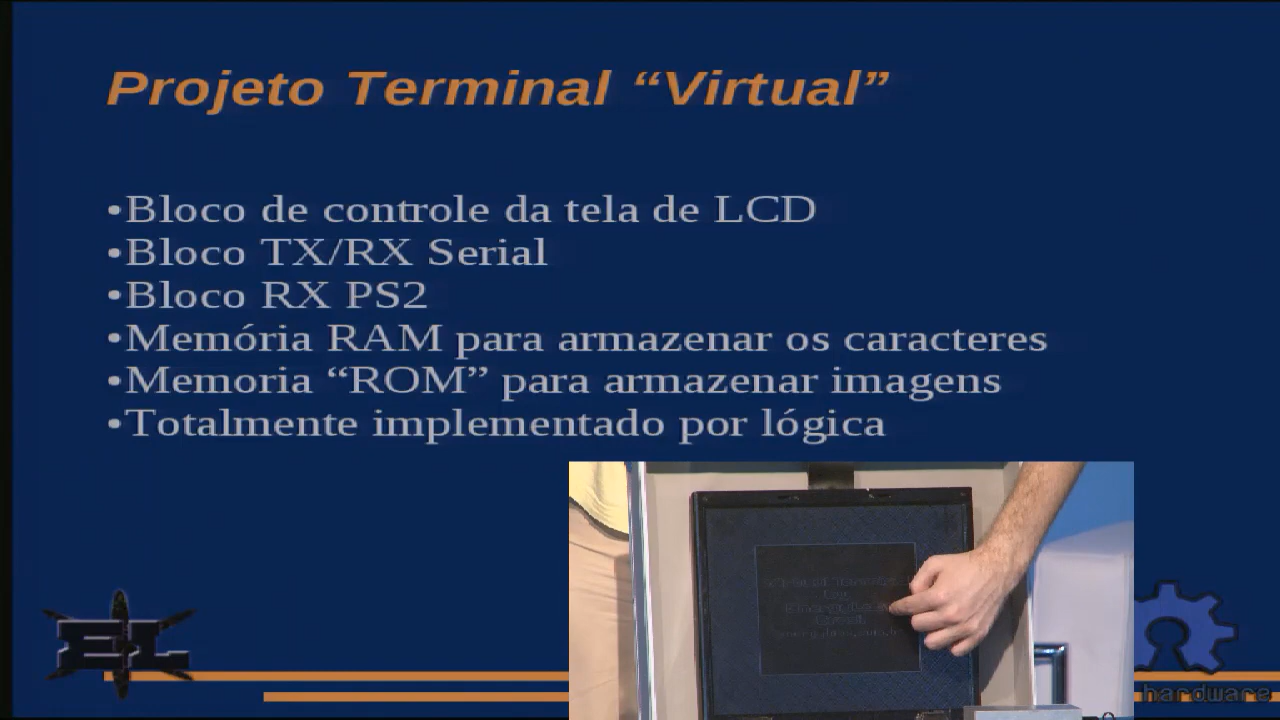 Projeto Terminal “Virtual”
•Bloco de controle da tela de LCD
•Bloco TX/RX Serial
•Bloco RX PS2
•Memória RAM para armazenar os caracteres
•Memoria “ROM” para armazenar imagens
•Totalmente implementado por lógica
EL
hardware